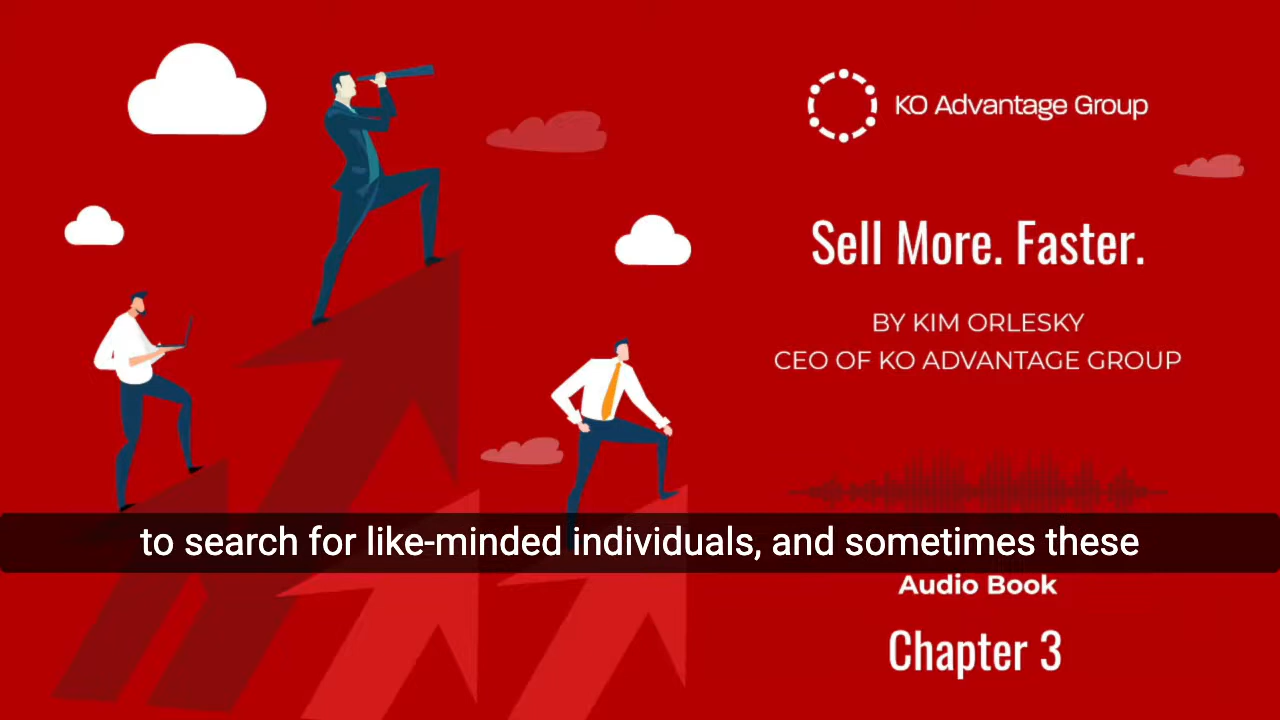 KO Advantage Group
Sell More. Faster.
BY KIM ORLESKY
CEO OF KO ADVANTAGE GROUP
to search for like-minded individuals, and sometimes these
Audio Book
Chapter 3